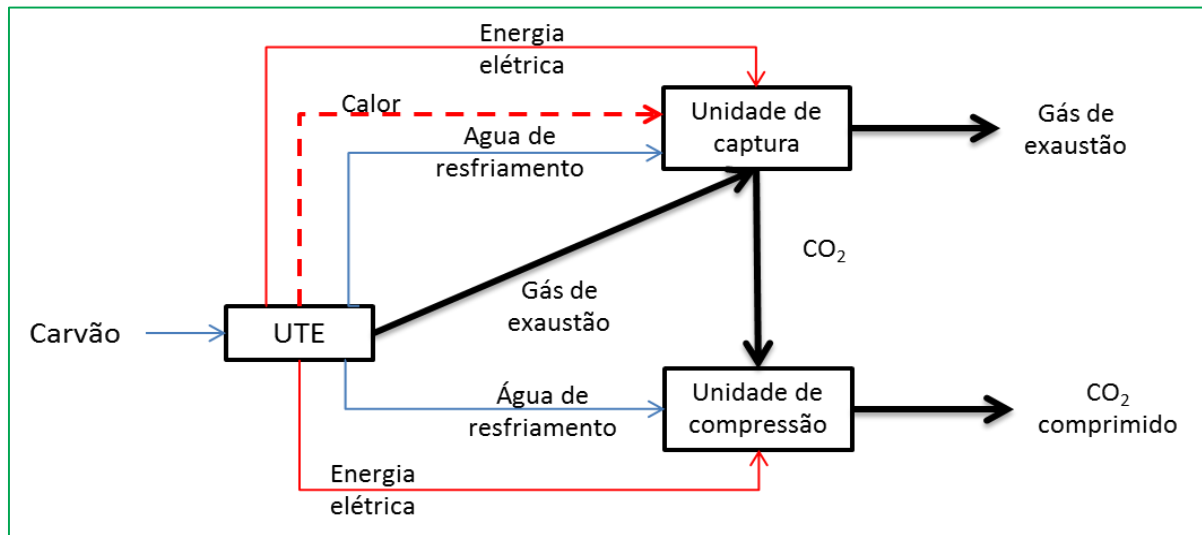 Energia
elétrica
Calor
Agua de
resfriamento
Unidade de
captura
Gás de
exaustão
CO₂
Gás de
exaustão
Carvão
UTE
Água de
resfriamento
Unidade de
compressão
CO₂
comprimido
Energia
elétrica